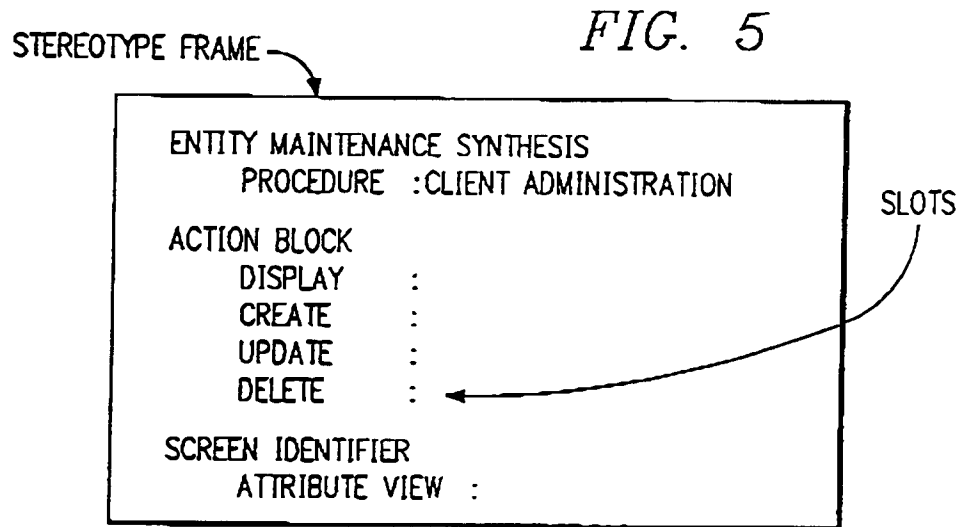 FIG. 5
STEREOTYPE FRAME
ENTITY MAINTENANCE SYNTHESIS
PROCEDURE :CLIENT ADMINISTRATION
SLOTS
ACTION BLOCK
DISPLAY :
CREATE :
UPDATE :
DELETE :
SCREEN IDENTIFIER
ATTRIBUTE VIEW :